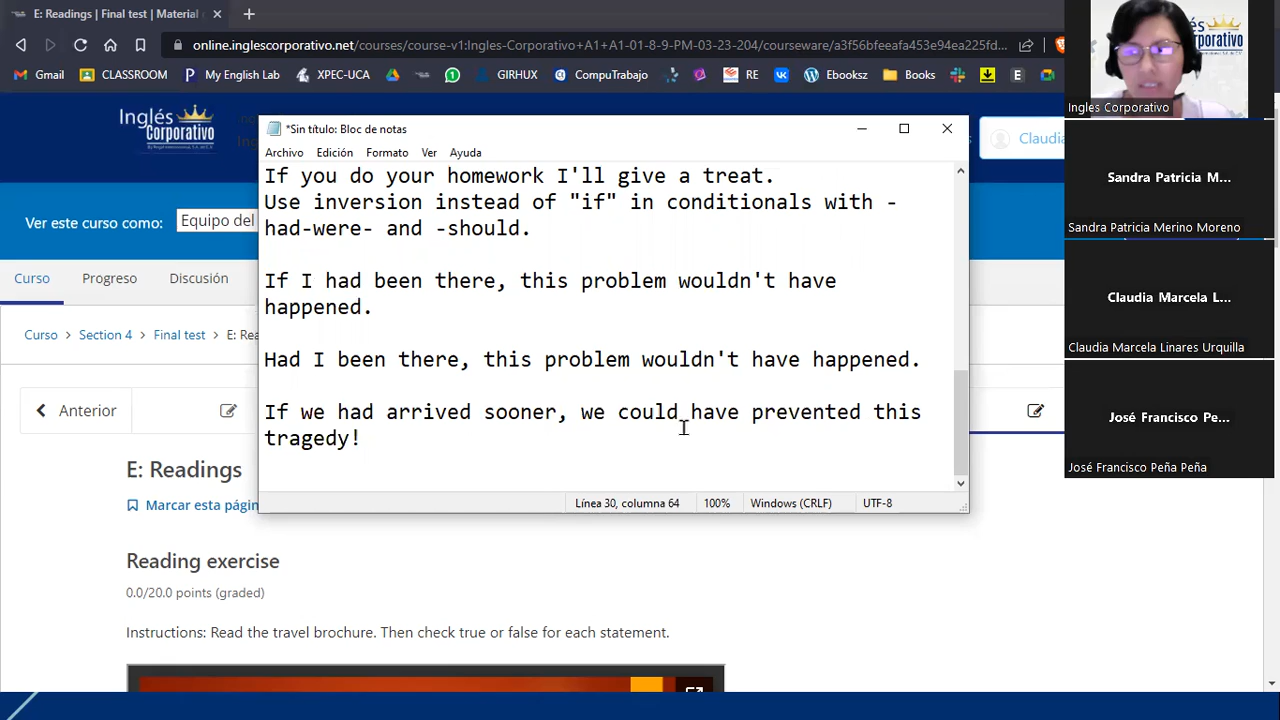 E: Readings | Final test | Material
online.inglescorporativo.net/courses/course-v1:Ingles-Corporativo+A1+A1-01-8-9-PM-03-23-204/courseware/a3f56bfeefa453e94ea225fd...
Gmail CLASSROOM My English Lab XPEC-UCA GIRHUX CompuTrabajo RE Ebooksz Books
Inglés
Corporativo
*Sin título: Bloc de notas
Archivo Edición Formato Ver Ayuda
If you do your homework I'll give a treat.
Use inversion instead of "if" in conditionals with -
had-were- and -should.
If I had been there, this problem wouldn't have
happened.
Had I been there, this problem wouldn't have happened.
If we had arrived sooner, we could have prevented this
tragedy!
Línea 30, columna 64 100% Windows (CRLF) UTF-8
Claudia
Ver este curso como: Equipo del
Curso Progreso Discusión
Curso Section 4 Final test E: Rea
Anterior
E: Readings
Marcar esta págin
Reading exercise
0.0/20.0 points (graded)
Instructions: Read the travel brochure. Then check true or false for each statement.
Ingles Corporativo
Sandra Patricia M...
Sandra Patricia Merino Moreno
Claudia Marcela L...
Claudia Marcela Linares Urquilla
José Francisco Pe...
José Francisco Peña Peña